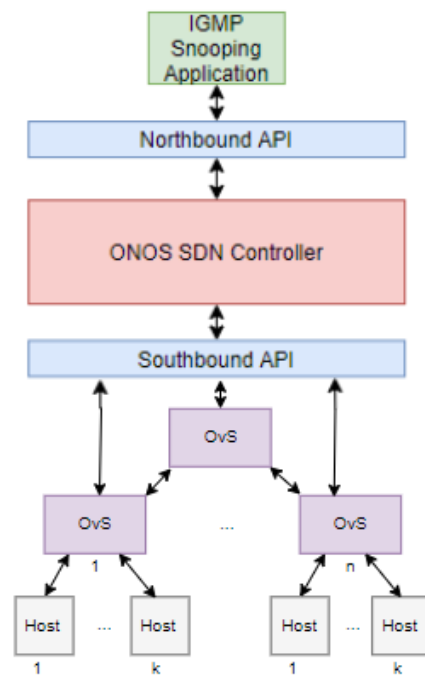 IGMP
Snooping
Application
Northbound API
ONOS SDN Controller
Southbound API
OvS
OvS
...
OvS
1
n
Host
...
Host
Host
...
Host
1
k
1
k